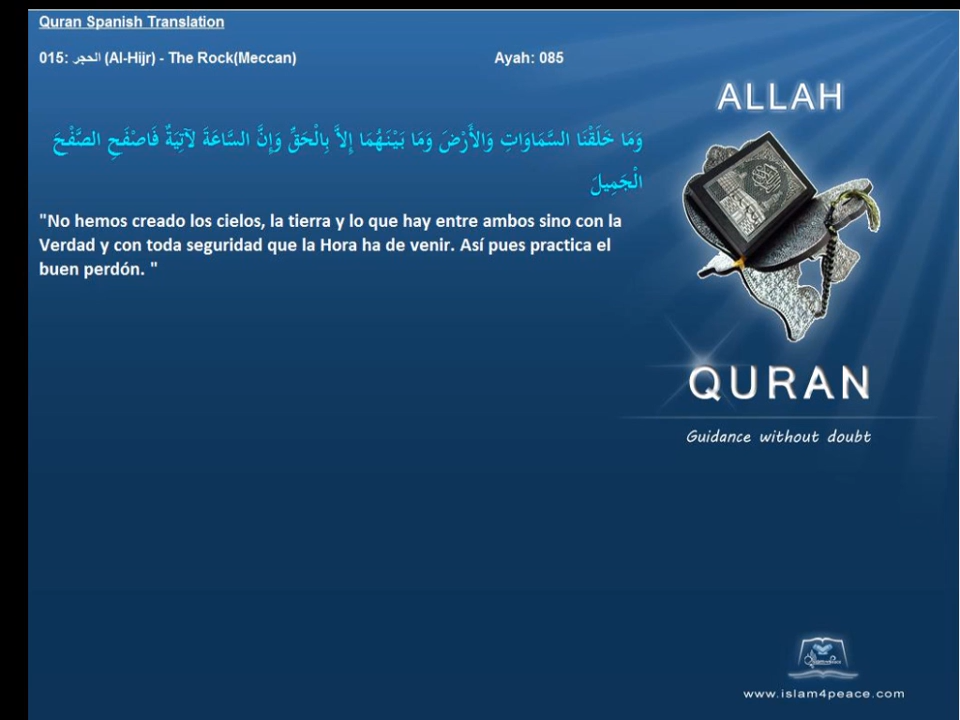 Quran Spanish Translation
015: الحجر (Al-Hijr) - The Rock(Meccan) Ayah: 085
ALLAH
وَمَا خَلَقْنَا السَّمَاوَاتِ وَالأَرْضَ وَمَا بَيْنَهُمَا إِلاَّ بِالْحَقِّ وَإِنَّ السَّاعَةَ لآتِيَةٌ فَاصْفَحِ الصَّفْحَ
الْجَمِيلَ
"No hemos creado los cielos, la tierra y lo que hay entre ambos sino con la
Verdad y con toda seguridad que la Hora ha de venir. Así pues practica el
buen perdón. "
QURAN
Guidance without doubt
www.islam4peace.com